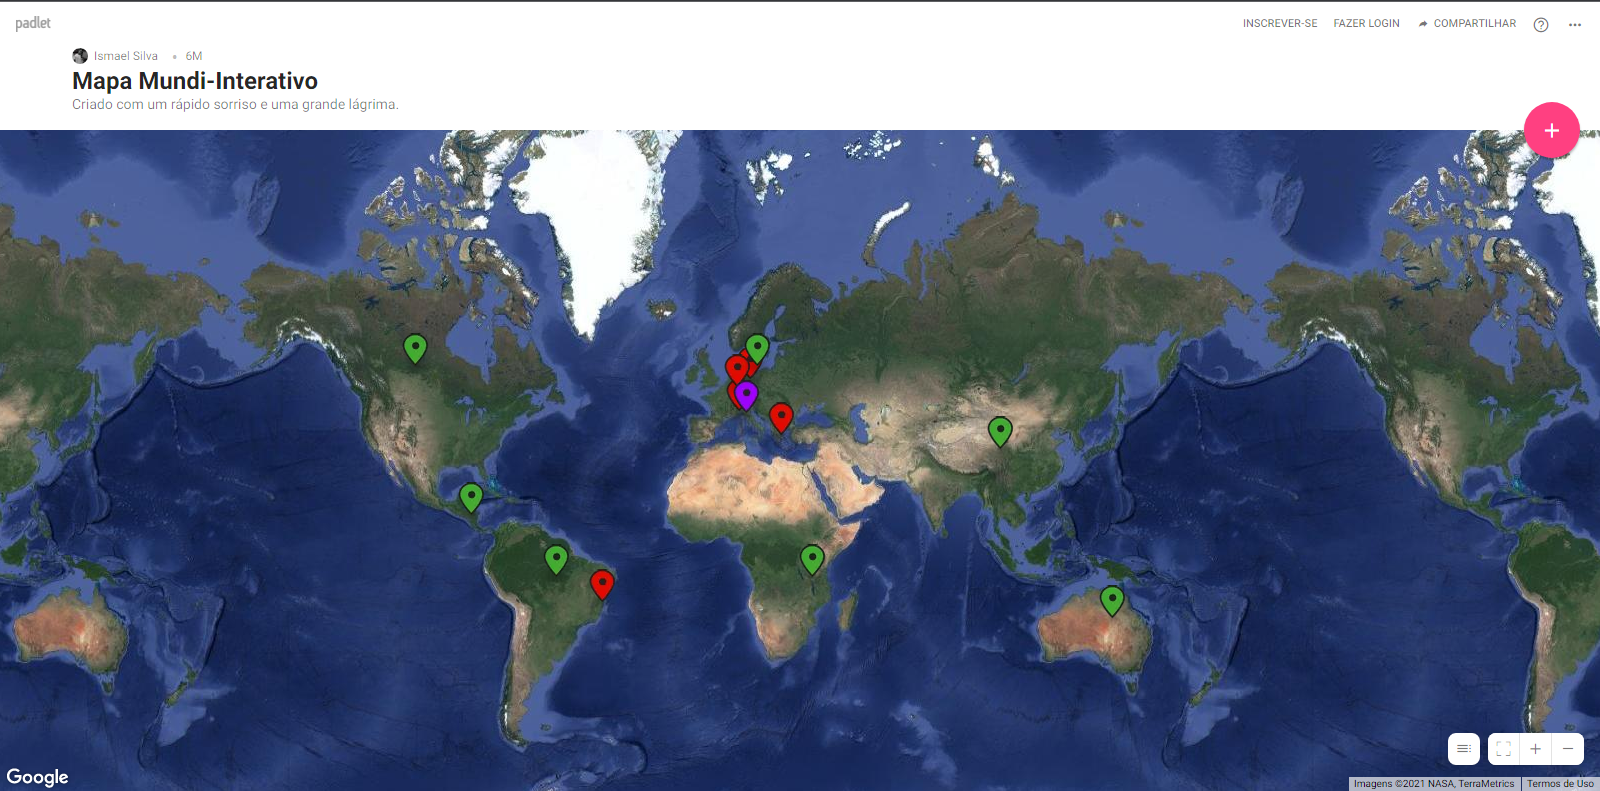 padlet
INSCREVER-SE FAZER LOGIN COMPARTILHAR
Ismael Silva • 6M
Mapa Mundi-Interativo
Criado com um rápido sorriso e uma grande lágrima.
Google
Imagens ©2021 NASA, TerraMetrics Termos de Uso